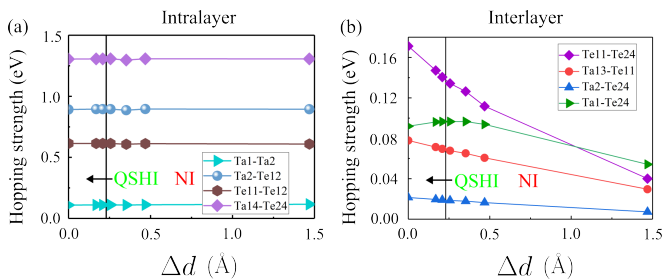 Intralayer
Interlayer
(a)
(b)
Hopping strength (eV)
1.5
1.0
0.5
0.0
QSHI NI
Ta1-Ta2
Ta2-Te12
Te11-Te12
Ta14-Te24
0.0 0.5 1.0 1.5
Δd (Å)
Hopping strength (eV)
0.16
0.12
0.08
0.04
0.00
Te11-Te24
Ta13-Te11
Ta2-Te24
Ta1-Te24
QSHI NI
0.0 0.5 1.0 1.5
Δd (Å)